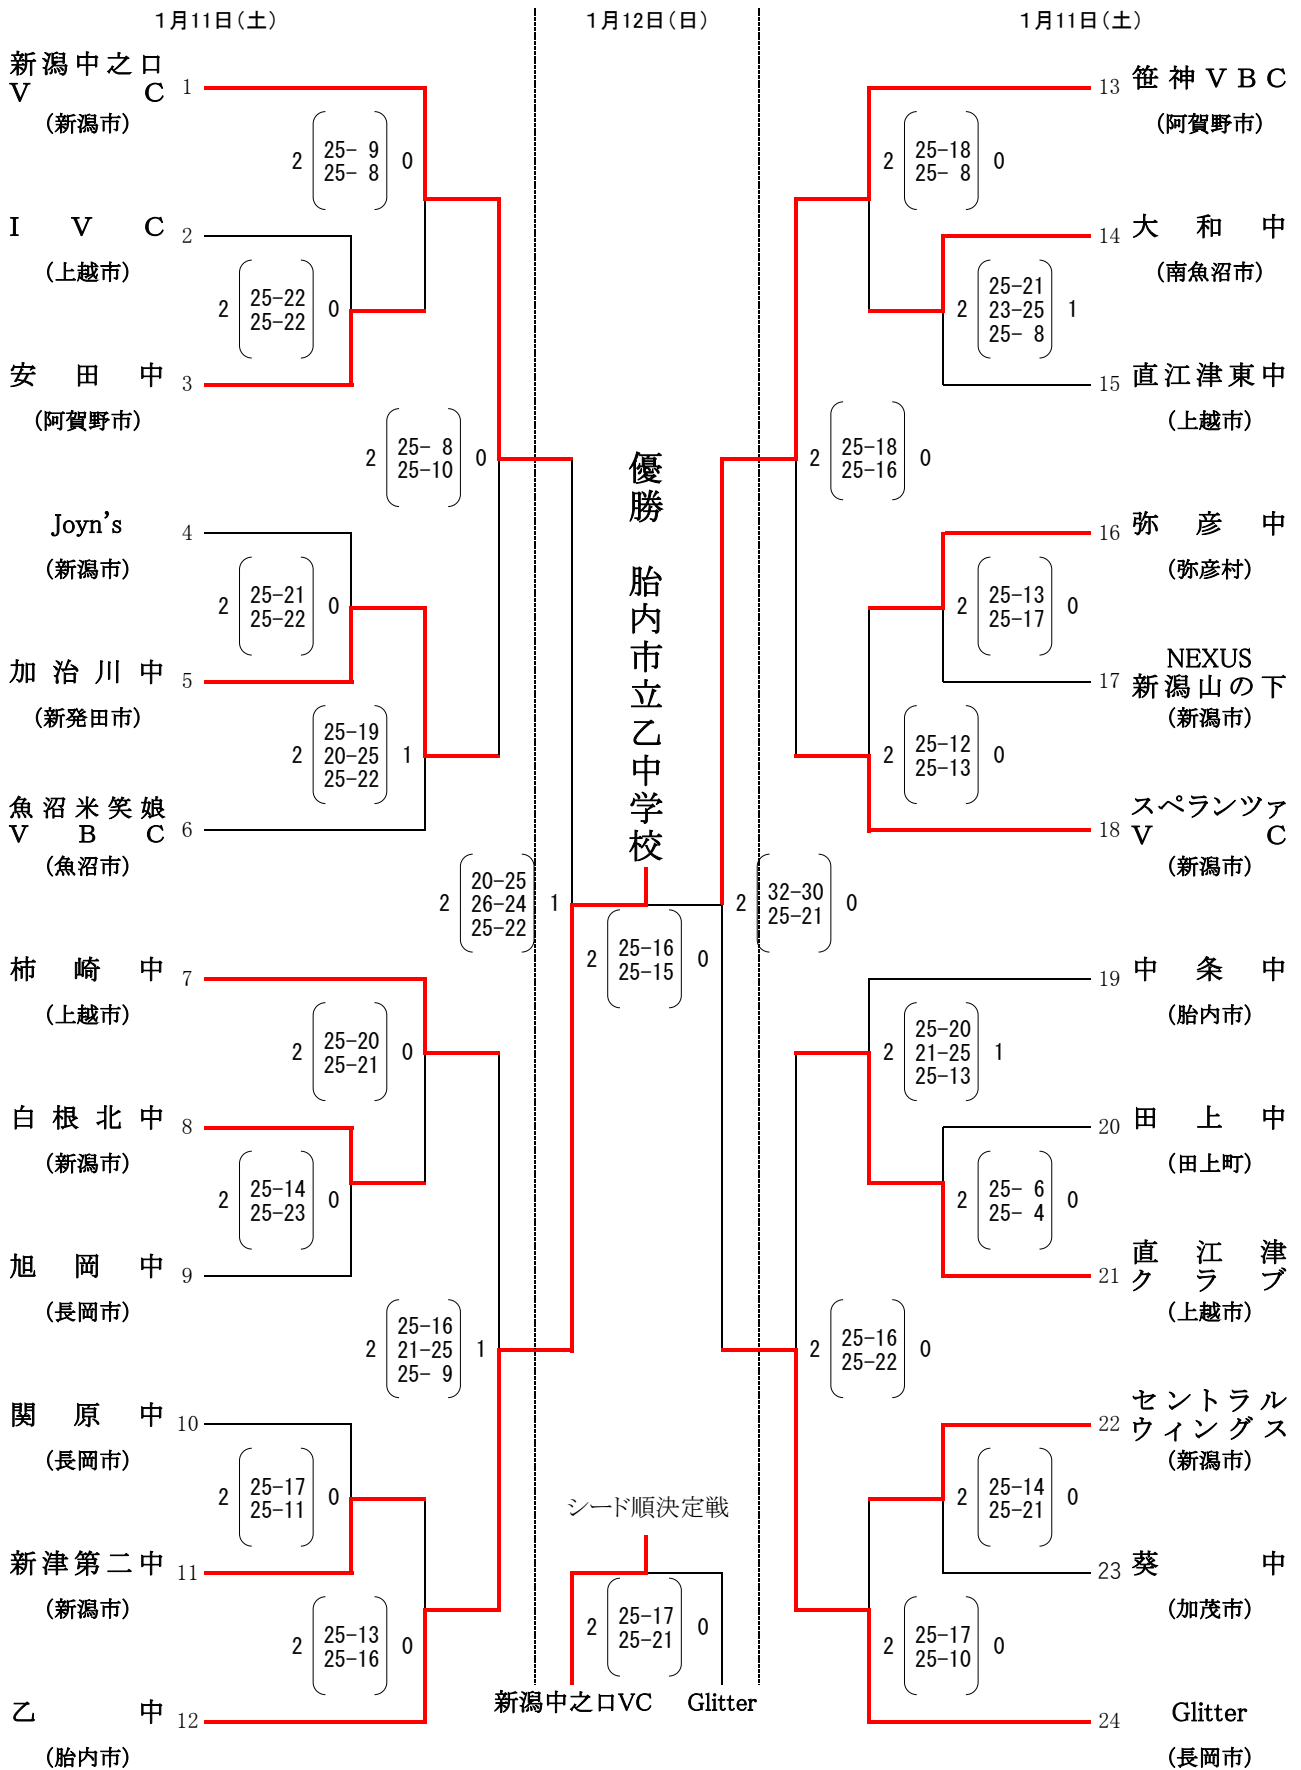 1月11日(土)
1月12日(日)
1月11日(土)
新潟中之口
V C
1
(新潟市)
2
25- 9
25- 8
0
I V C
2
(上越市)
2
25-22
25-22
0
安田中
3
(阿賀野市)
2
25- 8
25-10
0
Joyn's
4
(新潟市)
2
25-21
25-22
0
加治川中
5
(新発田市)
2
25-19
20-25
25-22
1
魚沼米笑娘
V B C
6
(魚沼市)
2
20-25
26-24
25-22
1
柿崎中
7
(上越市)
2
25-20
25-21
0
白根北中
8
(新潟市)
2
25-14
25-23
0
旭岡中
9
(長岡市)
2
25-16
21-25
25- 9
1
関原中
10
(長岡市)
2
25-17
25-11
0
新津第二中
11
(新潟市)
2
25-13
25-16
0
乙中
12
(胎内市)
優勝 胎内市立乙中学校
2
25-16
25-15
0
シード順決定戦
2
25-17
25-21
0
新潟中之口VC
Glitter
13
笹神VBC
(阿賀野市)
2
25-18
25- 8
0
14
大和中
(南魚沼市)
2
25-21
23-25
25- 8
1
15
直江津東中
(上越市)
2
25-18
25-16
0
16
弥彦中
(弥彦村)
2
25-13
25-17
0
17
NEXUS
新潟山の下
(新潟市)
2
25-12
25-13
0
18
スペランツァ
V C
(新潟市)
2
32-30
25-21
0
19
中条中
(胎内市)
2
25-20
21-25
25-13
1
20
田上中
(田上町)
2
25- 6
25- 4
0
21
直江津
クラブ
(上越市)
2
25-16
25-22
0
22
セントラル
ウィングス
(新潟市)
2
25-14
25-21
0
23
葵中
(加茂市)
2
25-17
25-10
0
24
Glitter
(長岡市)